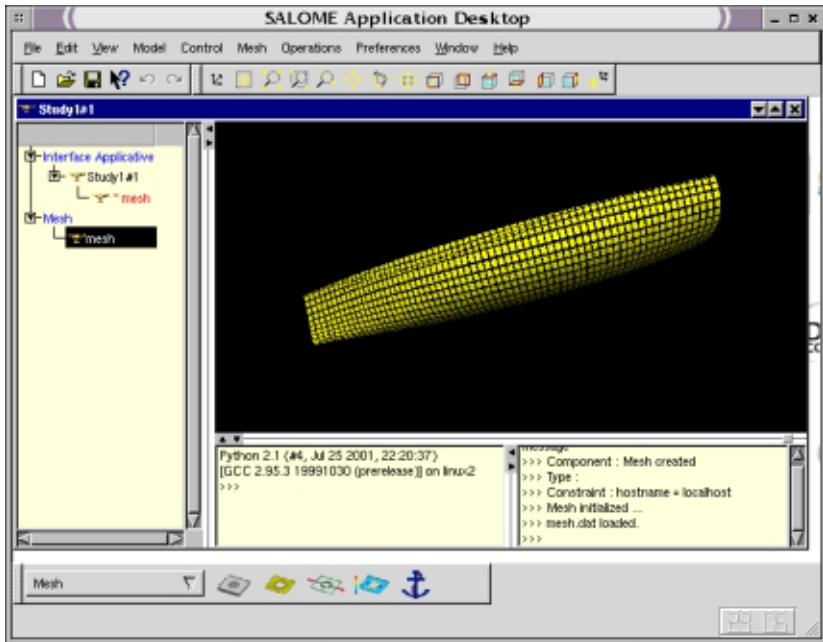 SALOME Application Desktop
File Edit View Model Control Mesh Operations Preferences Window Help
Study1#1
Interface Applicative
Study1#1
* mesh
Mesh
*mesh
Python 2.1 (#4, Jul 25 2001, 22:20:37)
[GCC 2.95.3 19991030 (prerelease)] on linux2
>>>
message
>>> Component : Mesh created
>>> Type :
>>> Constraint : hostname = localhost
>>> Mesh initialized ...
>>> mesh.dat loaded.
>>>
Mesh